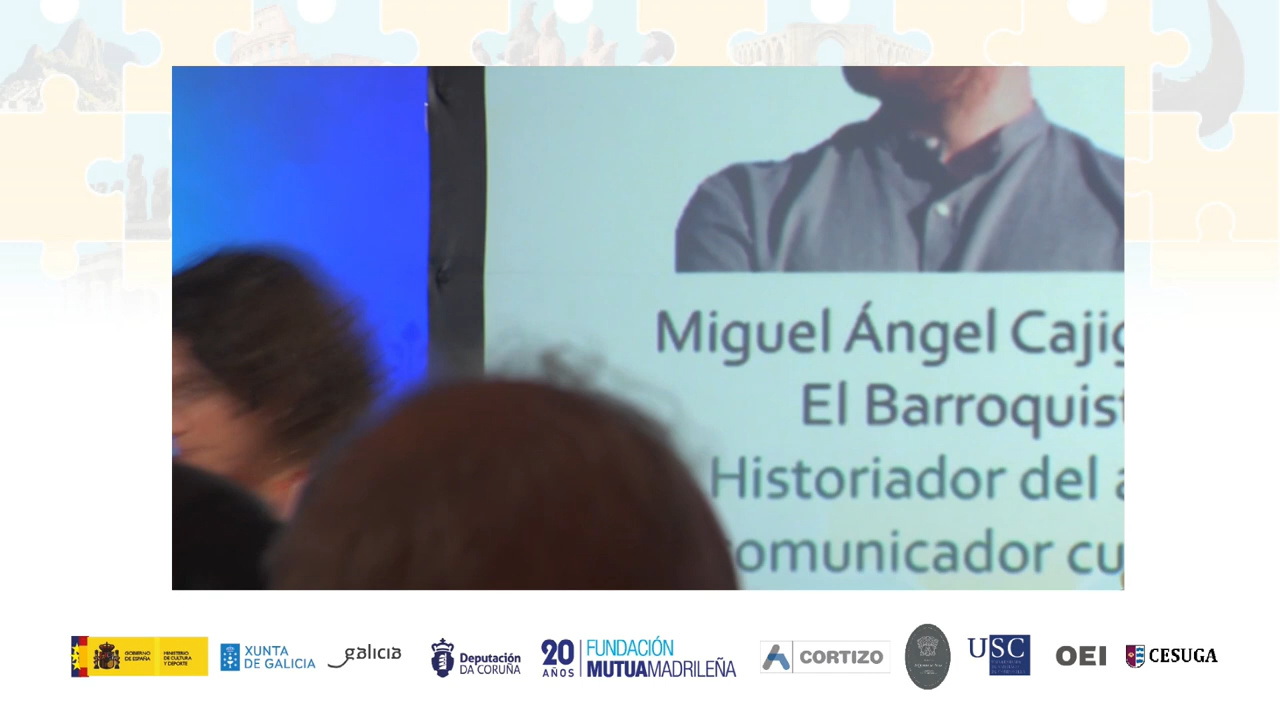 Miguel Ángel Cajig
El Barroquist
Historiador del a
omunicador cu
GOBIERNO DE ESPAÑA
MINISTERIO DE CULTURA Y DEPORTE
XUNTA DE GALICIA
galicia
Deputación DA CORUÑA
20 AÑOS
FUNDACIÓN MUTUAMADRILEÑA
CORTIZO
USC
OEI
CESUGA